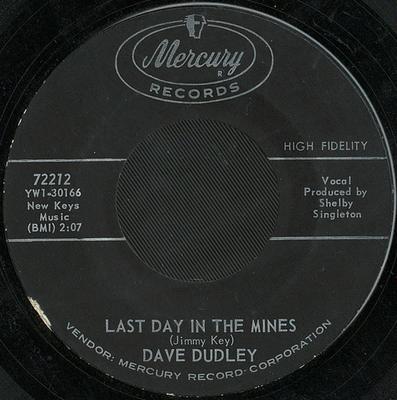 Mercury
R
RECORDS
HIGH FIDELITY
72212
YW1-30166
New Keys
Music
(BMI) 2:07
Vocal
Produced by
Shelby
Singleton
LAST DAY IN THE MINES
(Jimmy Key)
DAVE DUDLEY
VENDOR: MERCURY RECORD CORPORATION